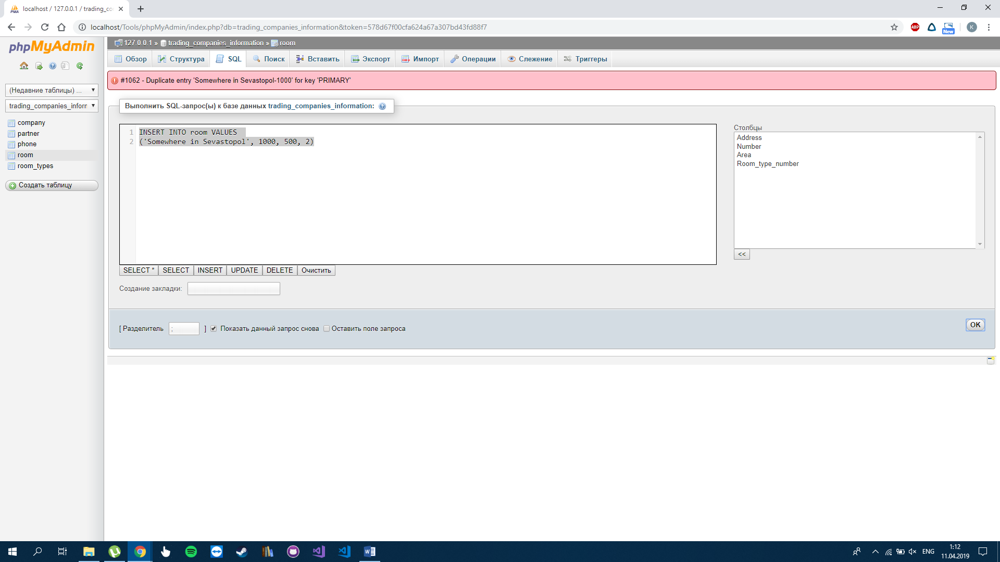 localhost / 127.0.0.1 / trading_co
localhost/Tools/phpMyAdmin/index.php?db=trading_companies_information&token=578d67f00cfa624a67a307bd43fd88f7
ABP
New
K
phpMyAdmin
(Недавние таблицы) ...
trading_companies_inforn
company
partner
phone
room
room_types
Создать таблицу
127.0.0.1 » trading_companies_information » room
Обзор
Структура
SQL
Поиск
Вставить
Экспорт
Импорт
Операции
Слежение
Триггеры
#1062 - Duplicate entry 'Somewhere in Sevastopol-1000' for key 'PRIMARY'
Выполнить SQL-запрос(ы) к базе данных trading_companies_information:
1 INSERT INTO room VALUES
2 ('Somewhere in Sevastopol', 1000, 500, 2)
Столбцы
Address
Number
Area
Room_type_number
<<
SELECT *
SELECT
INSERT
UPDATE
DELETE
Очистить
Создание закладки:
[ Разделитель ; ] Показать данный запрос снова Оставить поле запроса
OK
ENG
1:12
11.04.2019